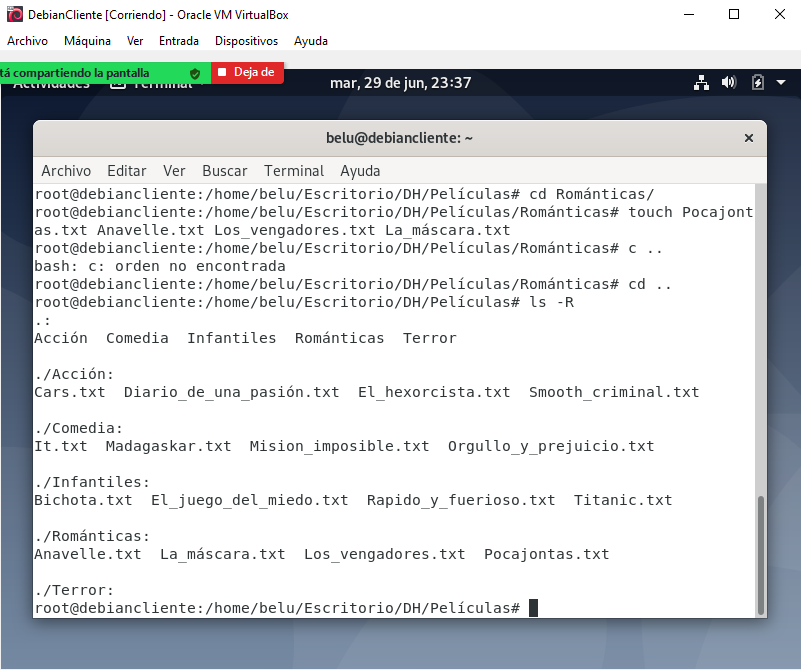 DebianCliente [Corriendo] - Oracle VM VirtualBox
Archivo Máquina Ver Entrada Dispositivos Ayuda
tá compartiendo la pantalla Deja de
Actividades Terminal mar, 29 de jun, 23:37
belu@debiancliente: ~
Archivo Editar Ver Buscar Terminal Ayuda
root@debiancliente:/home/belu/Escritorio/DH/Películas# cd Románticas/
root@debiancliente:/home/belu/Escritorio/DH/Películas/Románticas# touch Pocajont
as.txt Anavelle.txt Los_vengadores.txt La_máscara.txt
root@debiancliente:/home/belu/Escritorio/DH/Películas/Románticas# c ..
bash: c: orden no encontrada
root@debiancliente:/home/belu/Escritorio/DH/Películas/Románticas# cd ..
root@debiancliente:/home/belu/Escritorio/DH/Películas# ls -R
.:
Acción  Comedia  Infantiles  Románticas  Terror
./Acción:
Cars.txt  Diario_de_una_pasión.txt  El_hexorcista.txt  Smooth_criminal.txt
./Comedia:
It.txt  Madagaskar.txt  Mision_imposible.txt  Orgullo_y_prejuicio.txt
./Infantiles:
Bichota.txt  El_juego_del_miedo.txt  Rapido_y_fuerioso.txt  Titanic.txt
./Románticas:
Anavelle.txt  La_máscara.txt  Los_vengadores.txt  Pocajontas.txt
./Terror:
root@debiancliente:/home/belu/Escritorio/DH/Películas#